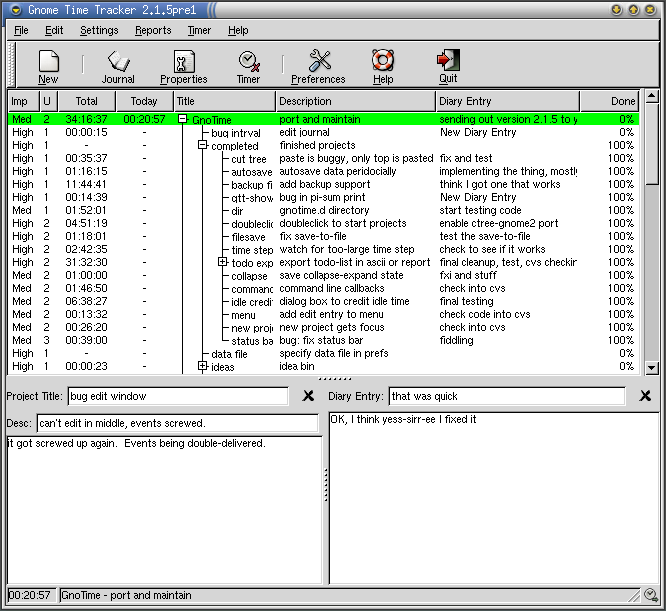 Gnome Time Tracker 2.1.5pre1
File Edit Settings Reports Timer Help
New Journal Properties Timer Preferences Help Quit
Imp U Total Today Title Description Diary Entry Done
Med 2 34:16:37 00:20:57 GnoTime port and maintain sending out version 2.1.5 to y 0%
High 1 00:00:15 - bug intrval edit journal New Diary Entry 0%
High 1 - - completed finished projects 100%
High 1 00:35:37 - cut tree paste is buggy, only top is pasted fix and test 100%
High 1 01:16:15 - autosave autosave data peridocially implementing the thing, mostly 100%
High 1 11:44:41 - backup fi add backup support think I got one that works 100%
High 1 00:14:39 - gtt-show bug in pi-sum print New Diary Entry 100%
Med 1 01:52:01 - dir gnotime.d directory start testing code 100%
High 2 04:51:19 - doubleclic doubleclick to start projects enable ctree-gnome2 port 100%
High 2 01:18:01 - filesave fix save-to-file test the save-to-file 100%
High 2 02:42:35 - time step watch for too-large time step check to see if it works 100%
High 2 31:32:30 - todo exp export todo-list in ascii or report final cleanup, test, cvs checkin 100%
Med 2 01:00:00 - collapse save collapse-expand state fxi and stuff 100%
Med 2 01:46:50 - command command line callbacks check into cvs 100%
Med 2 06:38:27 - idle credit dialog box to credit idle time final testing 100%
Med 2 00:13:32 - menu add edit entry to menu check code into cvs 100%
Med 2 00:26:20 - new proj new project gets focus check into cvs 100%
Med 3 00:39:00 - status ba bug: fix status bar fiddling 100%
High 1 - - data file specify data file in prefs 0%
High 1 00:00:23 - ideas idea bin 0%
Project Title: bug edit window
Diary Entry: that was quick
Desc: can't edit in middle, events screwed.
OK, I think yess-sirr-ee I fixed it
it got screwed up again. Events being double-delivered.
00:20:57 GnoTime - port and maintain